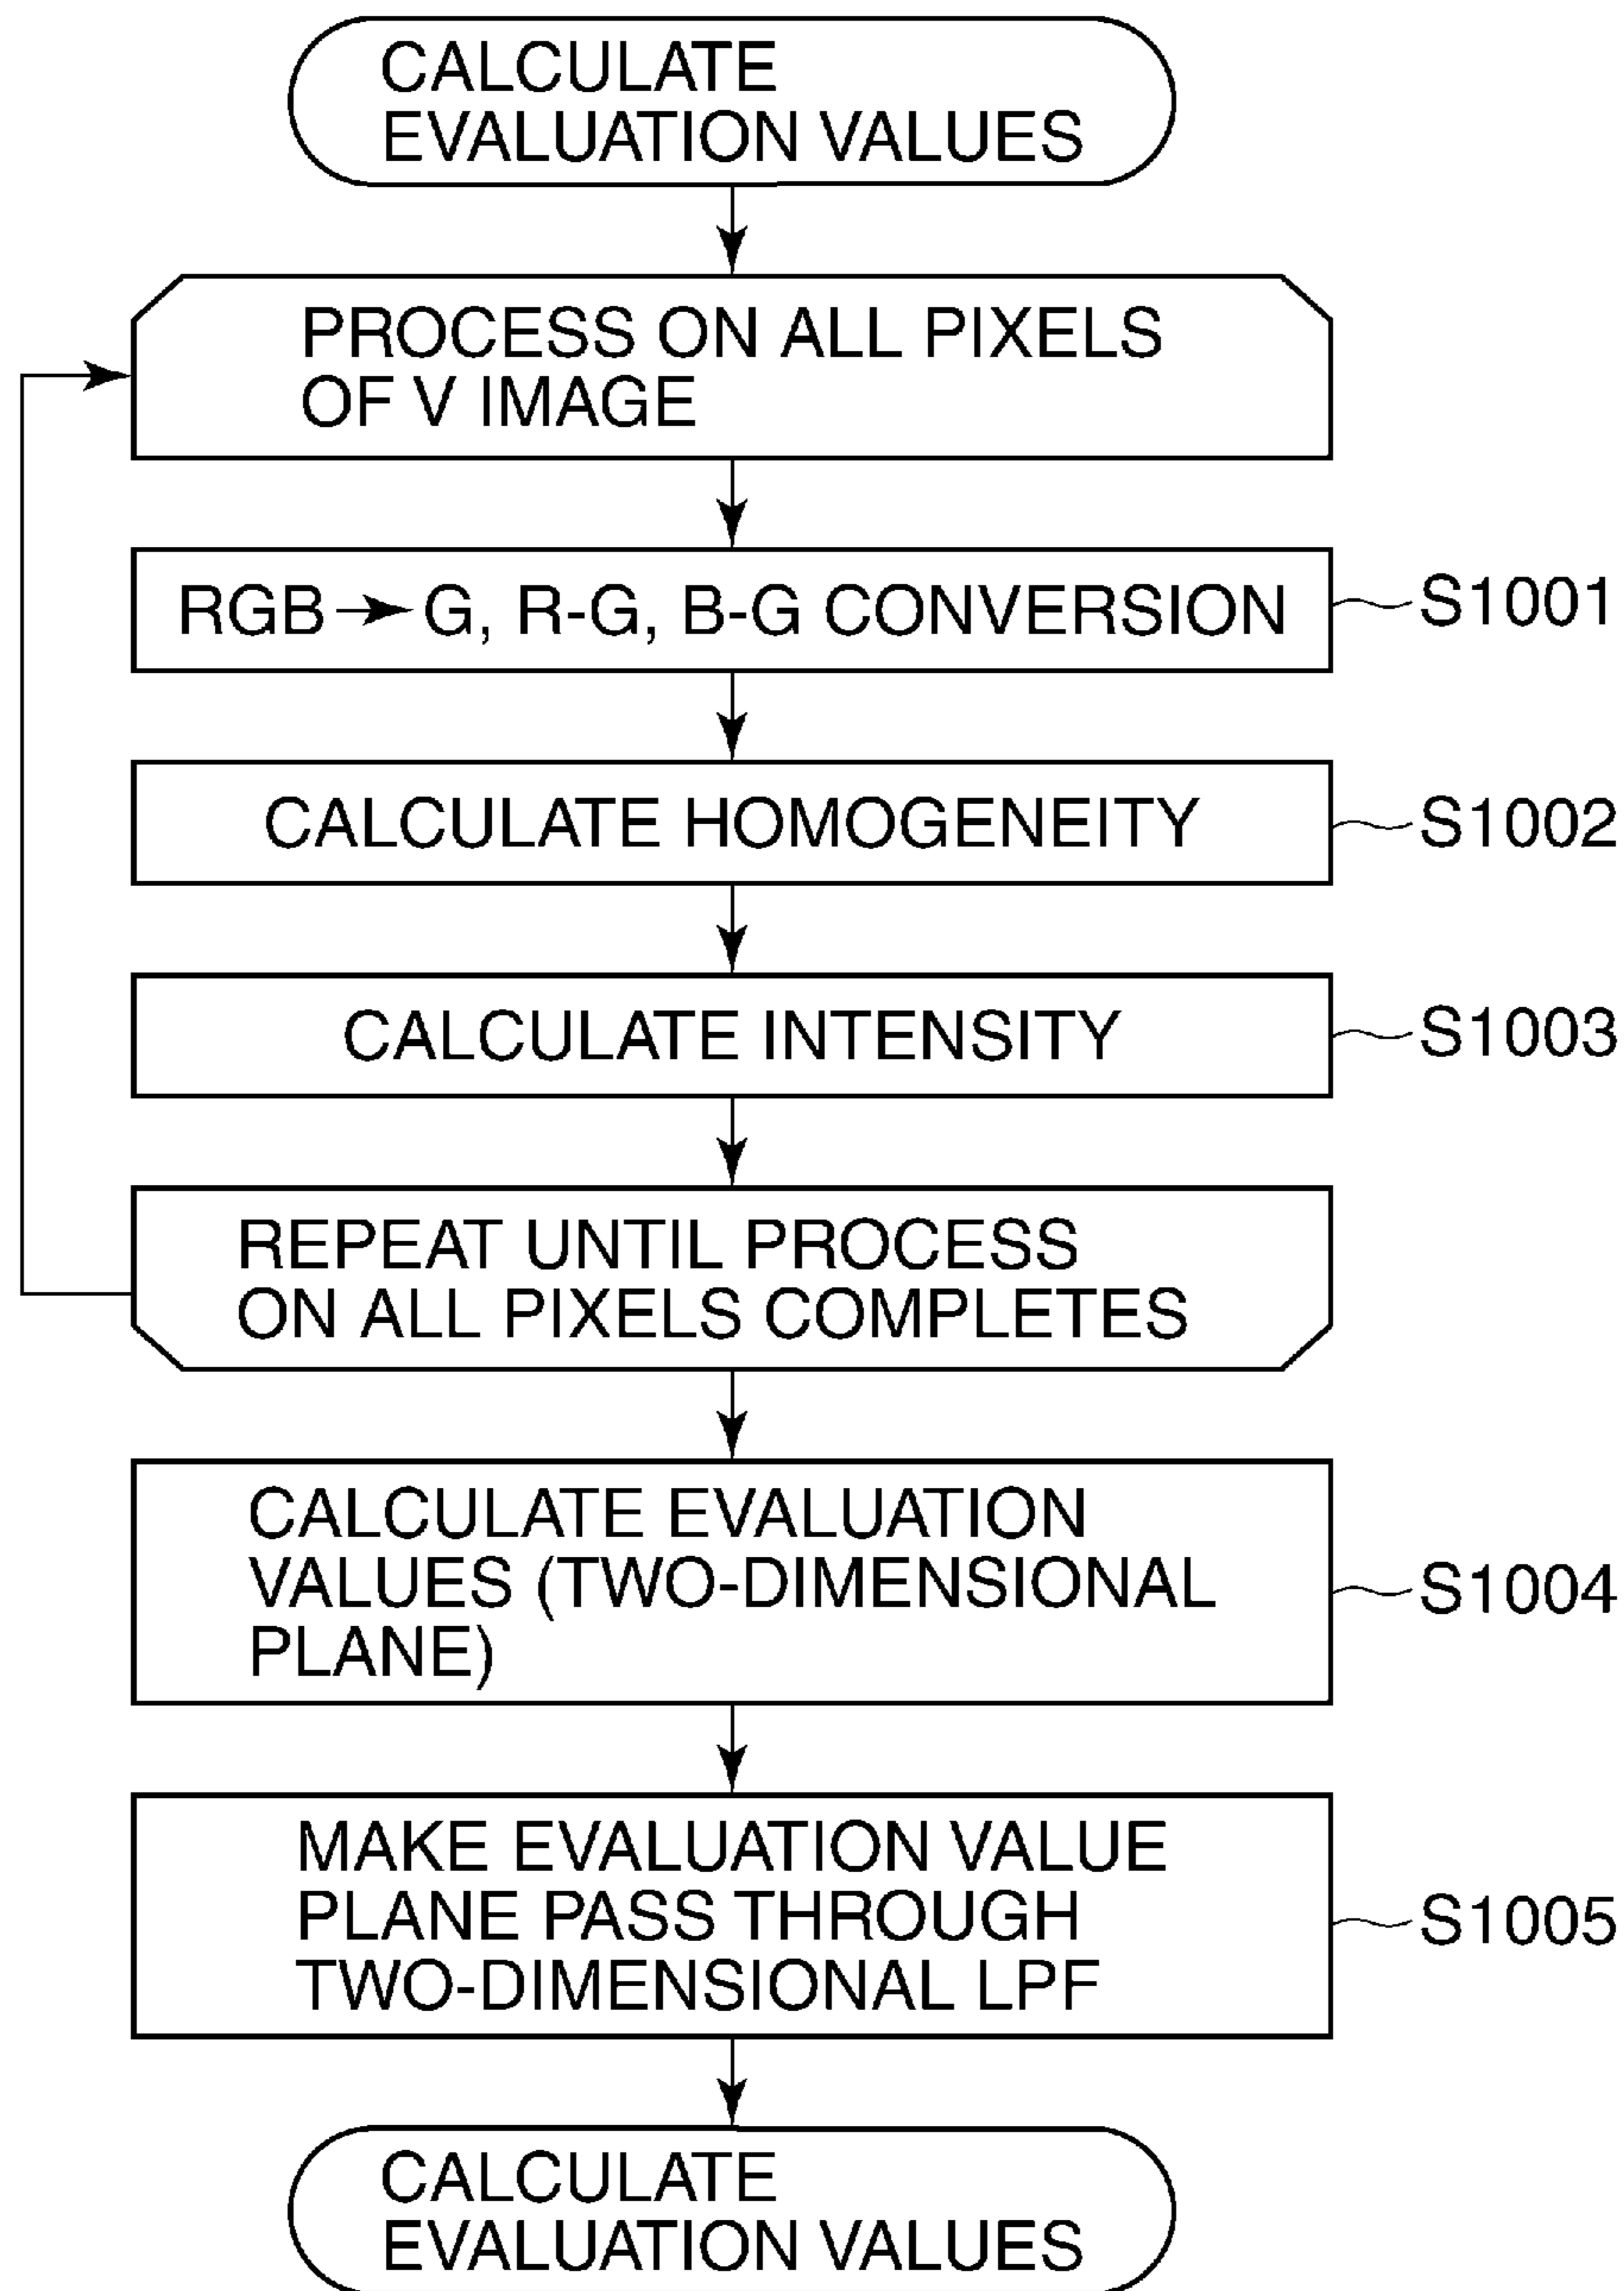 CALCULATE
EVALUATION VALUES
PROCESS ON ALL PIXELS
OF V IMAGE
RGB → G, R-G, B-G CONVERSION
S1001
CALCULATE HOMOGENEITY
S1002
CALCULATE INTENSITY
S1003
REPEAT UNTIL PROCESS
ON ALL PIXELS COMPLETES
CALCULATE EVALUATION
VALUES (TWO-DIMENSIONAL
PLANE)
S1004
MAKE EVALUATION VALUE
PLANE PASS THROUGH
TWO-DIMENSIONAL LPF
S1005
CALCULATE
EVALUATION VALUES